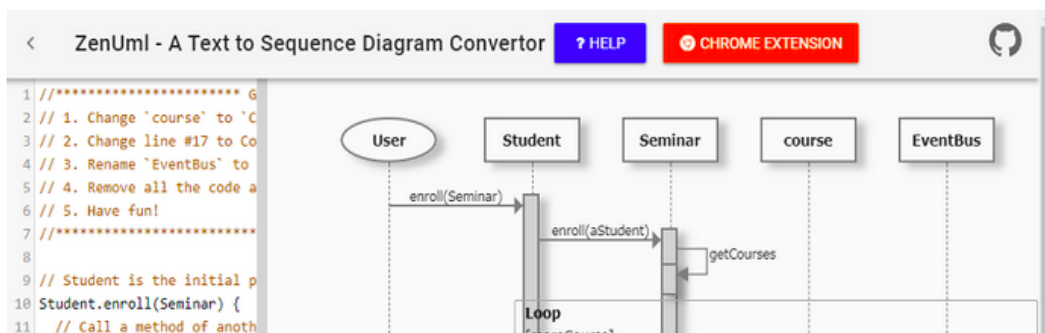 ZenUml - A Text to Sequence Diagram Convertor
? HELP
CHROME EXTENSION
1 //*********************** G
2 // 1. Change `course` to `C
3 // 2. Change line #17 to Co
4 // 3. Rename `EventBus` to
5 // 4. Remove all the code a
6 // 5. Have fun!
7 //*************************
8
9 // Student is the initial p
10 Student.enroll(Seminar) {
11 // Call a method of anoth
User
Student
Seminar
course
EventBus
enroll(Seminar)
enroll(aStudent)
getCourses
Loop